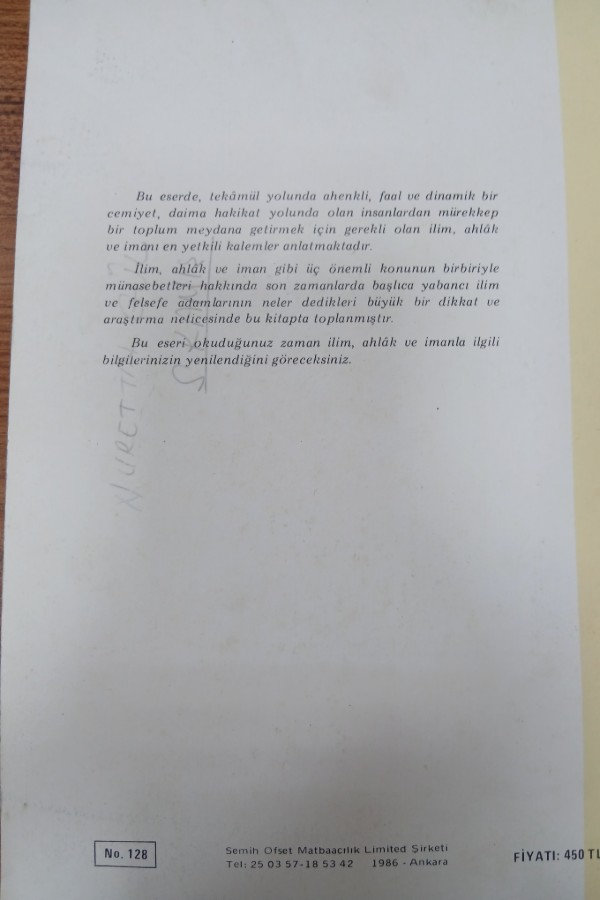 Bu eserde, tekâmül yolunda ahenkli, faal ve dinamik bir
cemiyet, daima hakikat yolunda olan insanlardan mürekkep
bir toplum meydana getirmek için gerekli olan ilim, ahlâk
ve imanı en yetkili kalemler anlatmaktadır.
İlim, ahlâk ve iman gibi üç önemli konunun birbiriyle
münasebetleri hakkında son zamanlarda başlıca yabancı ilim
ve felsefe adamlarının neler dedikleri büyük bir dikkat ve
araştırma neticesinde bu kitapta toplanmıştır.
Bu eseri okuduğunuz zaman ilim, ahlâk ve imanla ilgili
bilgilerinizin yenilendiğini göreceksiniz.
NURETTİN
No. 128
Semih Ofset Matbaacılık Limited Şirketi
Tel: 25 03 57-18 53 42 1986 - Ankara
FİYATI: 450 TL